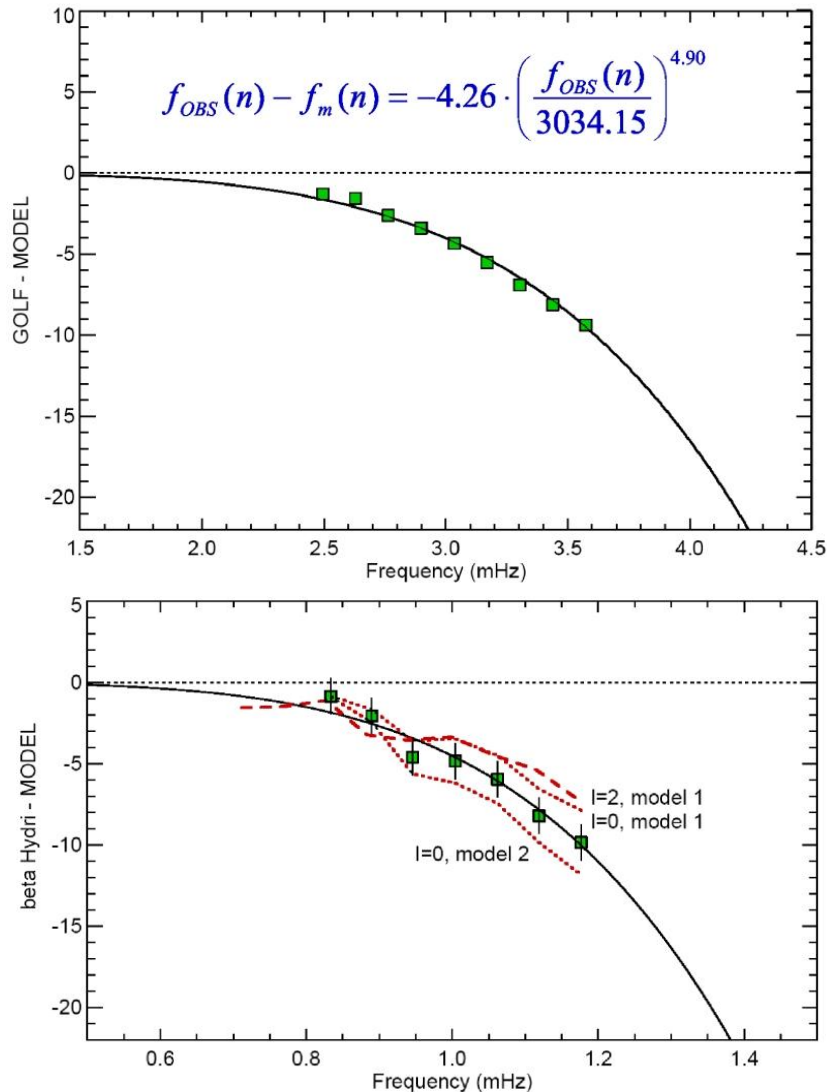 10
5
0
-5
-10
-15
-20
GOLF - MODEL
f_OBS(n) − f_m(n) = −4.26 · (f_OBS(n) / 3034.15)^4.90
1.5 2.0 2.5 3.0 3.5 4.0 4.5
Frequency (mHz)
5
0
-5
-10
-15
-20
beta Hydri - MODEL
l=2, model 1
l=0, model 1
l=0, model 2
0.6 0.8 1.0 1.2 1.4
Frequency (mHz)